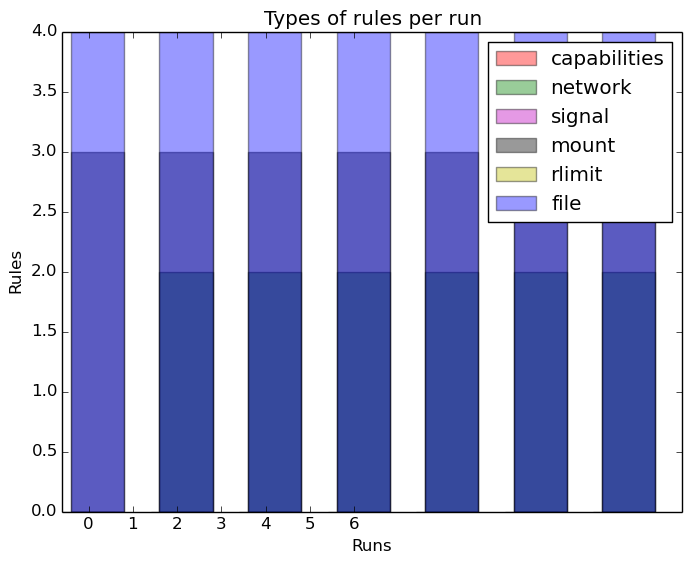 Types of rules per run
4.0
3.5
3.0
2.5
2.0
1.5
1.0
0.5
0.0
Rules
capabilities
network
signal
mount
rlimit
file
0 1 2 3 4 5 6
Runs